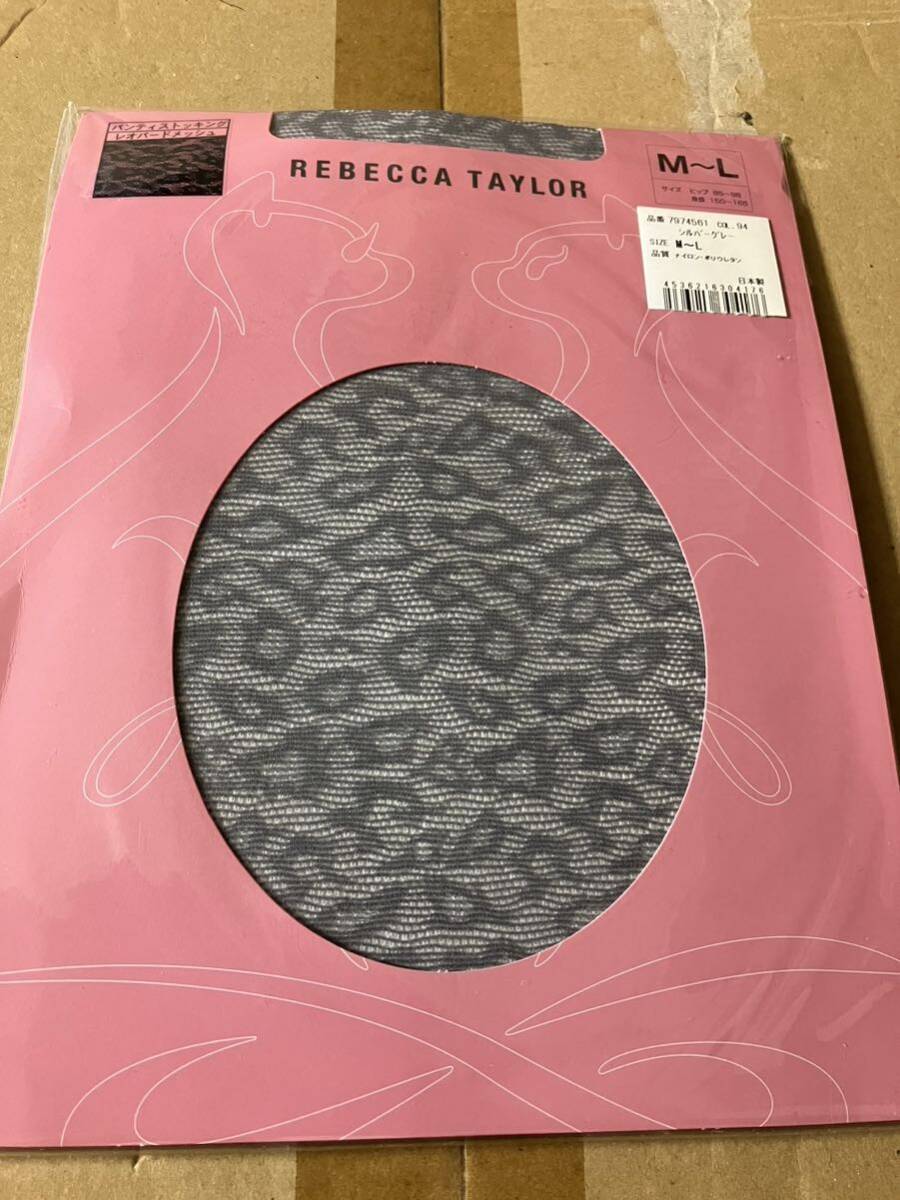 パンティストッキング
レオパードメッシュ
REBECCA TAYLOR
M～L
サイズ ヒップ 85～98
身長 150～165
品番 7974561 COL.94
シルバーグレー
SIZE M～L
品質 ナイロン・ポリウレタン
日本製
4536216304176